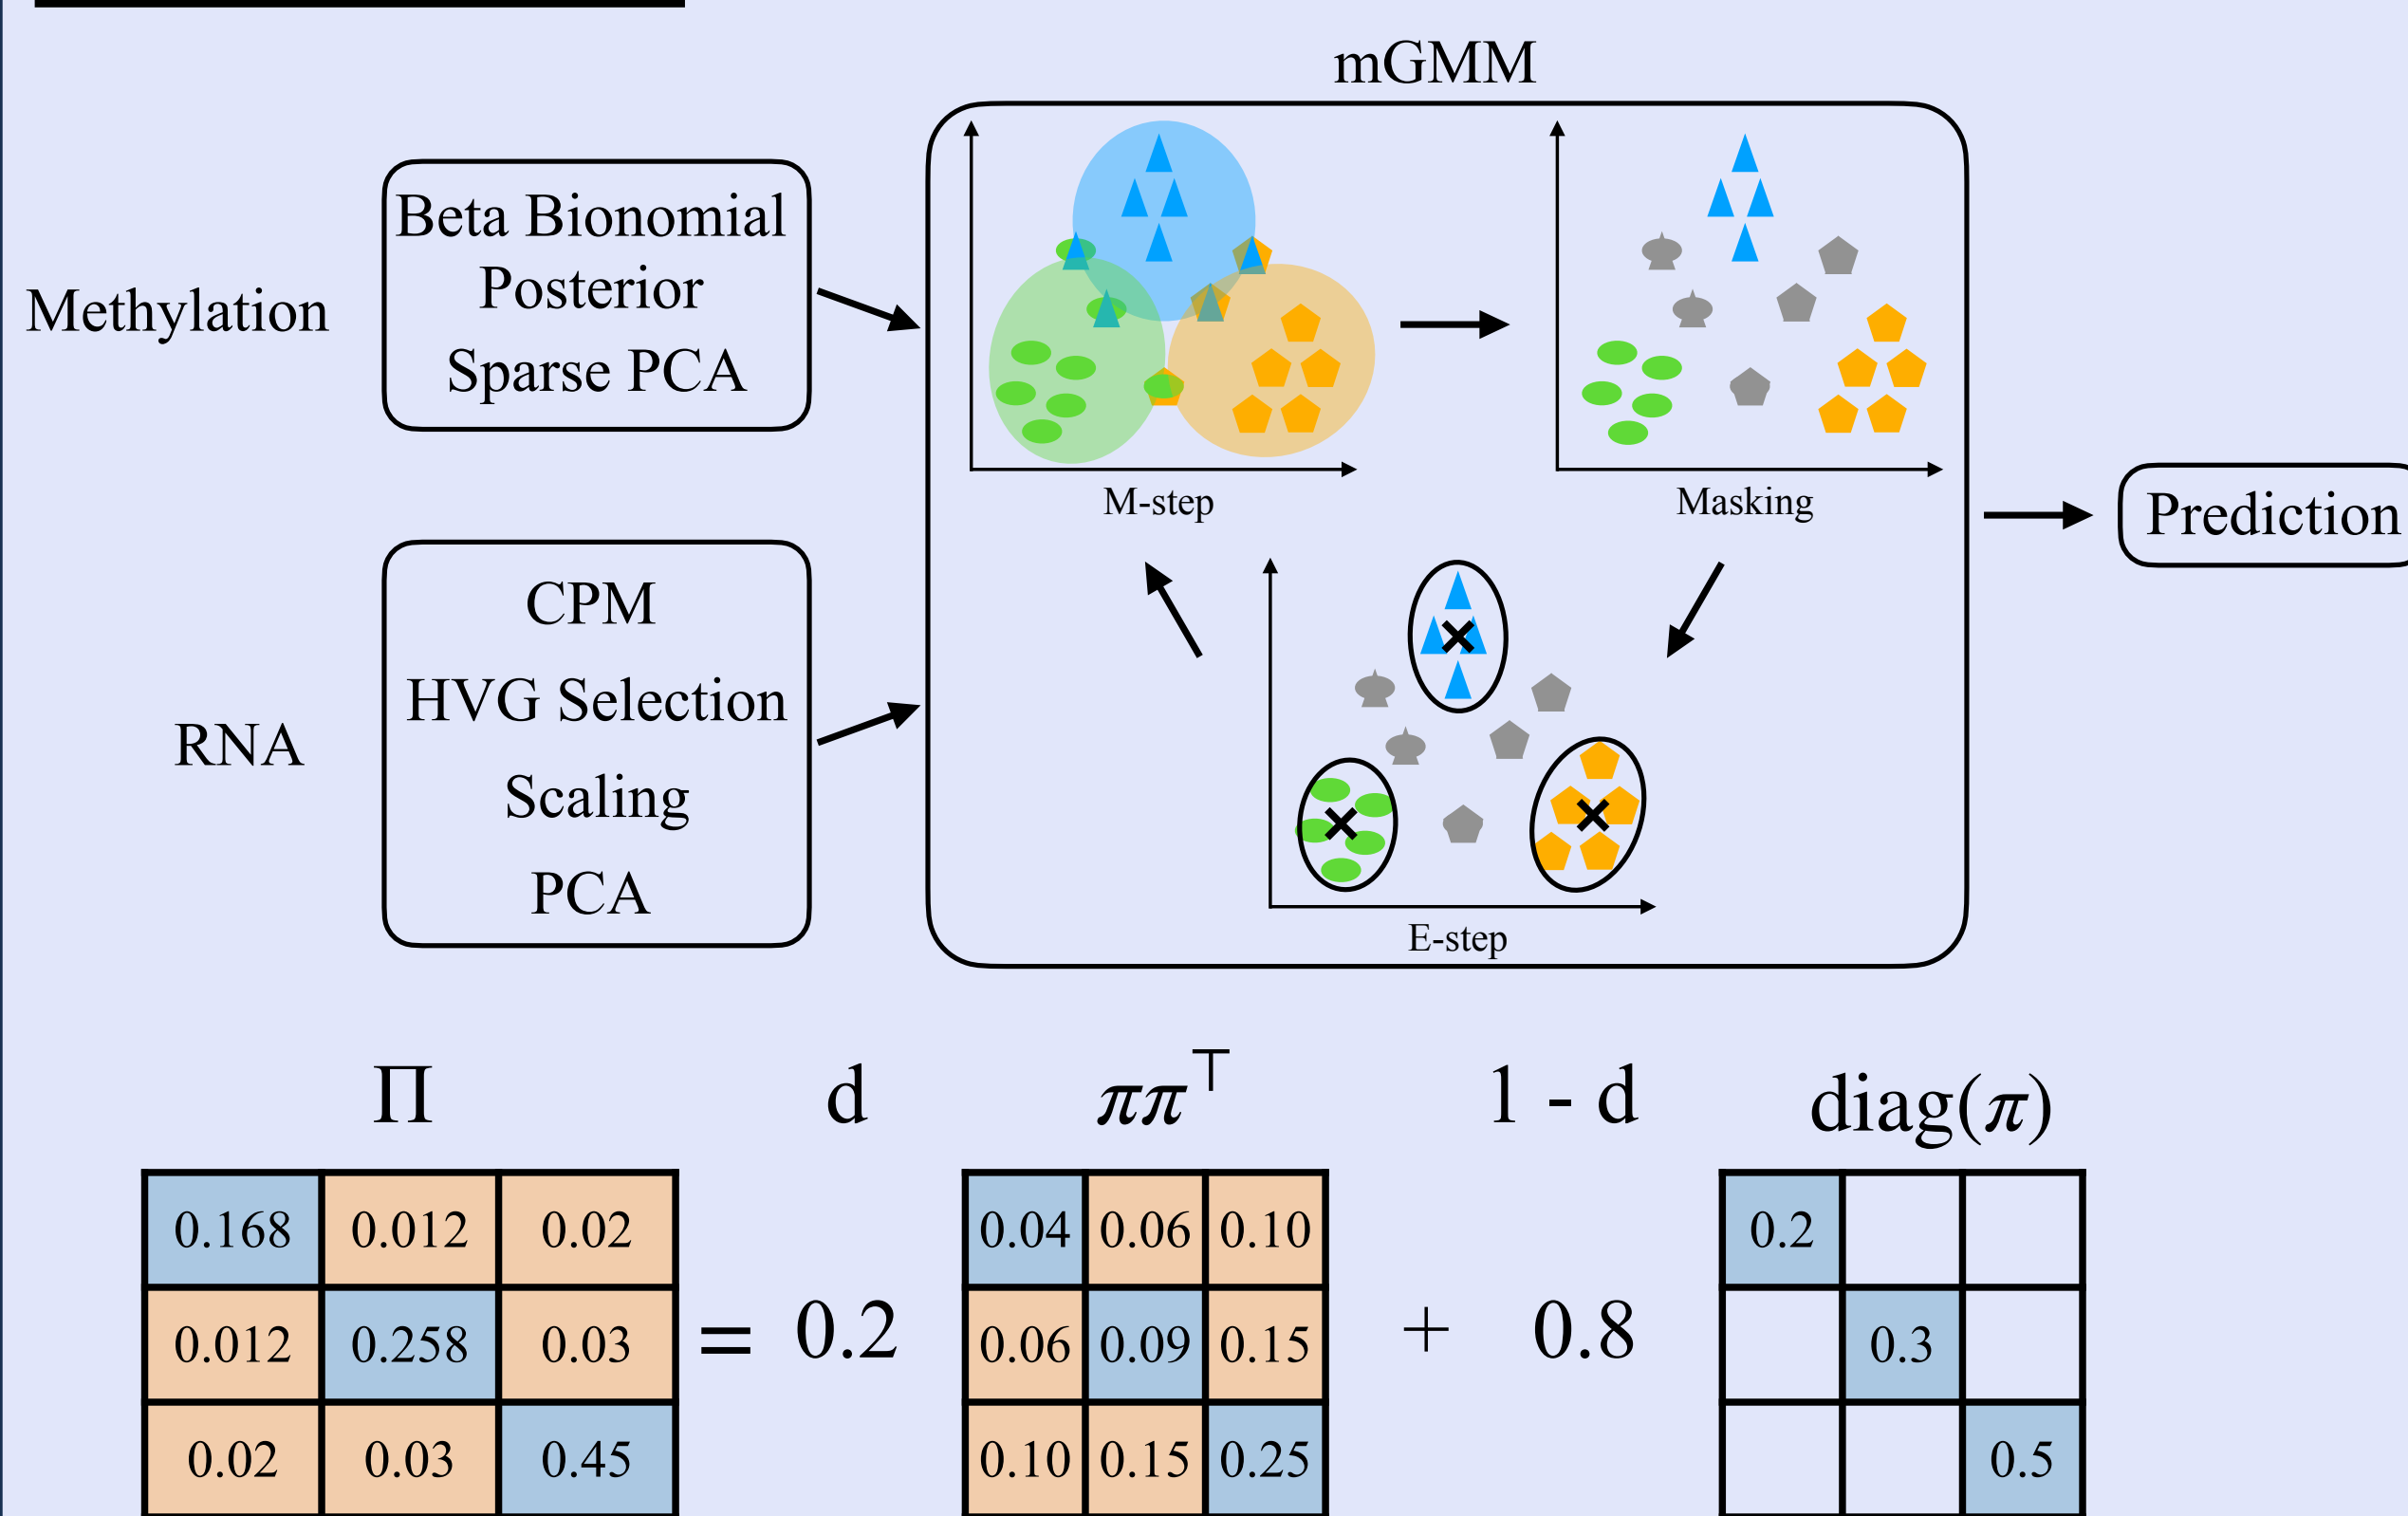 mGMM
Methylation
Beta Bionomial
Posterior
Sparse PCA
RNA
CPM
HVG Selection
Scaling
PCA
M-step
Masking
E-step
Prediction
Π d ππ⊤ 1 - d diag(π)
0.168 0.012 0.02
0.012 0.258 0.03
0.02 0.03 0.45
= 0.2
0.04 0.06 0.10
0.06 0.09 0.15
0.10 0.15 0.25
+ 0.8
0.2
0.3
0.5